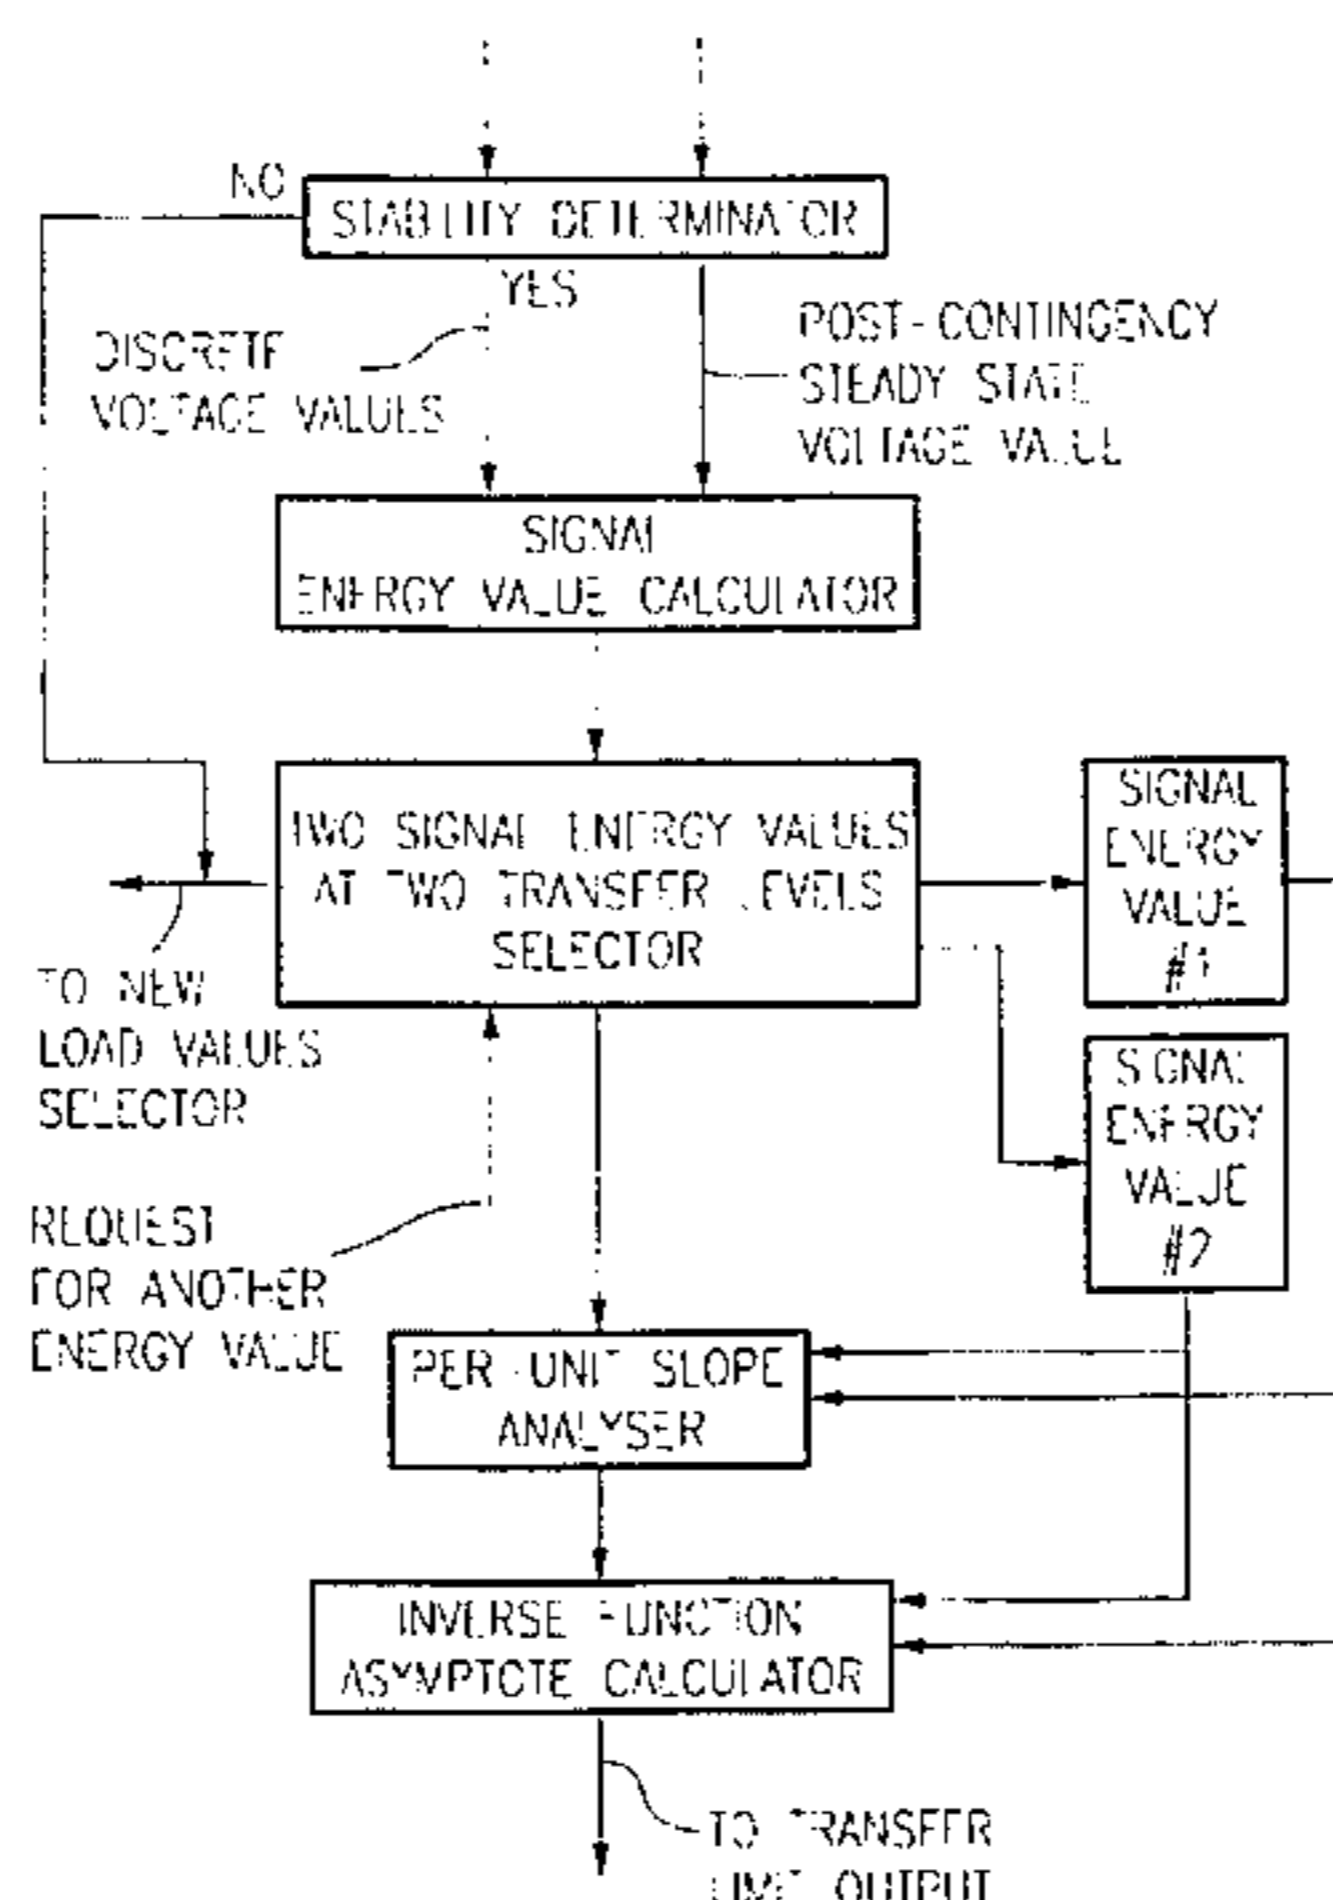 NO
STABILITY DETERMINATOR
YES
DISCRETE
VOLTAGE VALUES
POST-CONTINGENCY
STEADY STATE
VOLTAGE VALUE
SIGNAL
ENERGY VALUE CALCULATOR
TWO SIGNAL ENERGY VALUES
AT TWO TRANSFER LEVELS
SELECTOR
SIGNAL
ENERGY
VALUE
#1
TO NEW
LOAD VALUES
SELECTOR
SIGNAL
ENERGY
VALUE
#2
REQUEST
FOR ANOTHER
ENERGY VALUE
PER-UNIT SLOPE
ANALYSER
INVERSE FUNCTION
ASYMPTOTE CALCULATOR
TO TRANSFER
LIMIT OUTPUT